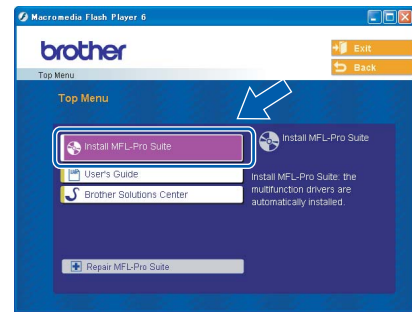 Macromedia Flash Player 6
brother
Exit
Back
Top Menu
Top Menu
Install MFL-Pro Suite
User's Guide
Brother Solutions Center
Repair MFL-Pro Suite
Install MFL-Pro Suite
Install MFL-Pro Suite: the
multifunction drivers are
automatically installed.